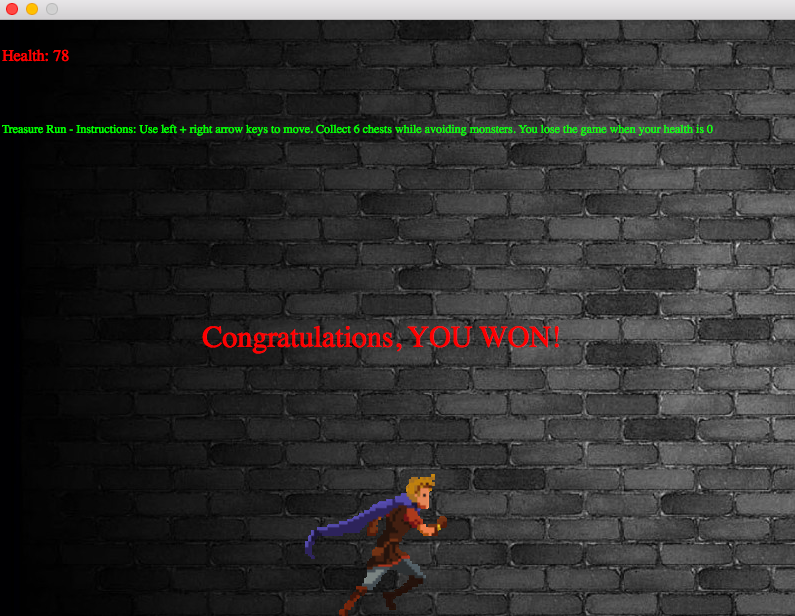 Health: 78
Treasure Run - Instructions: Use left + right arrow keys to move. Collect 6 chests while avoiding monsters. You lose the game when your health is 0
Congratulations, YOU WON!